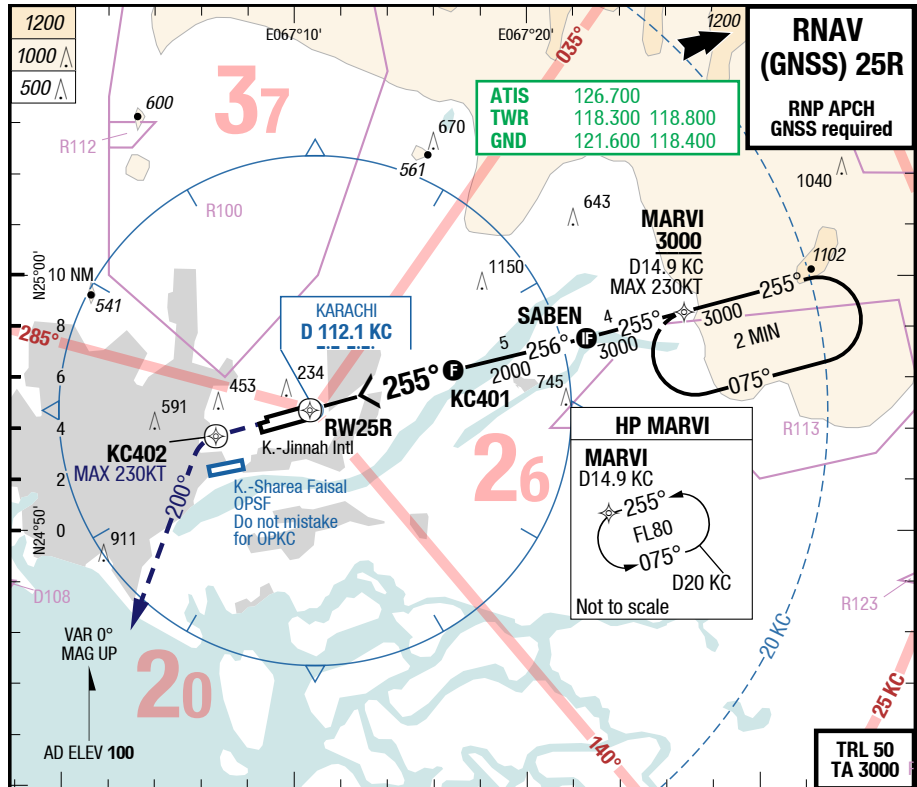 1200
1000
500
E067°10'
E067°20'
035°
1200
RNAV
(GNSS) 25R
RNP APCH
GNSS required
ATIS 126.700
TWR 118.300 118.800
GND 121.600 118.400
600
37
R112
670
561
R100
1040
643
MARVI
3000
D14.9 KC
MAX 230KT
1102
N25°00'
10 NM
541
1150
255°
3000
2 MIN
075°
KARACHI
D 112.1 KC
SABEN
IF
4
255°
3000
8
285°
5
256°
2000
F
KC401
255°
745
6
453
234
591
4
RW25R
K.-Jinnah Intl
KC402
MAX 230KT
R113
26
2
200°
K.-Sharea Faisal
OPSF
Do not mistake
for OPKC
HP MARVI
MARVI
D14.9 KC
255°
FL80
075°
D20 KC
Not to scale
N24°50'
0
911
D108
R123
VAR 0°
MAG UP
20 KC
20
25 KC
140°
AD ELEV 100
TRL 50
TA 3000